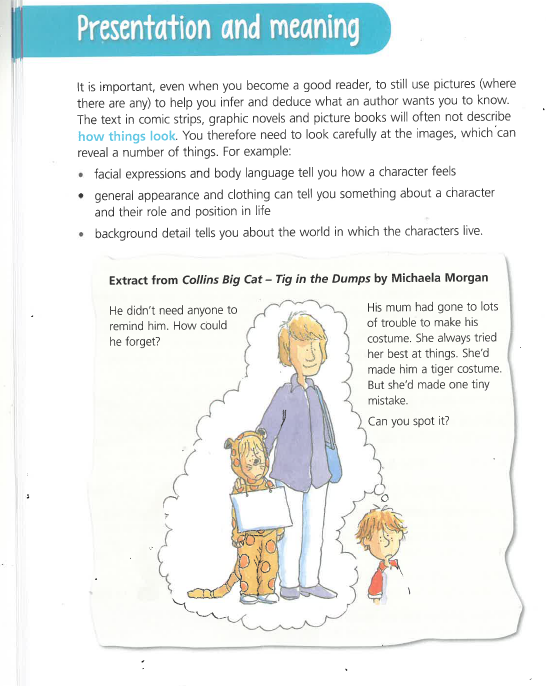 Presentation and meaning
It is important, even when you become a good reader, to still use pictures (where
there are any) to help you infer and deduce what an author wants you to know.
The text in comic strips, graphic novels and picture books will often not describe
how things look. You therefore need to look carefully at the images, which can
reveal a number of things. For example:
• facial expressions and body language tell you how a character feels
• general appearance and clothing can tell you something about a character
and their role and position in life
• background detail tells you about the world in which the characters live.
Extract from Collins Big Cat – Tig in the Dumps by Michaela Morgan
He didn't need anyone to
remind him. How could
he forget?
His mum had gone to lots
of trouble to make his
costume. She always tried
her best at things. She'd
made him a tiger costume.
But she'd made one tiny
mistake.
Can you spot it?